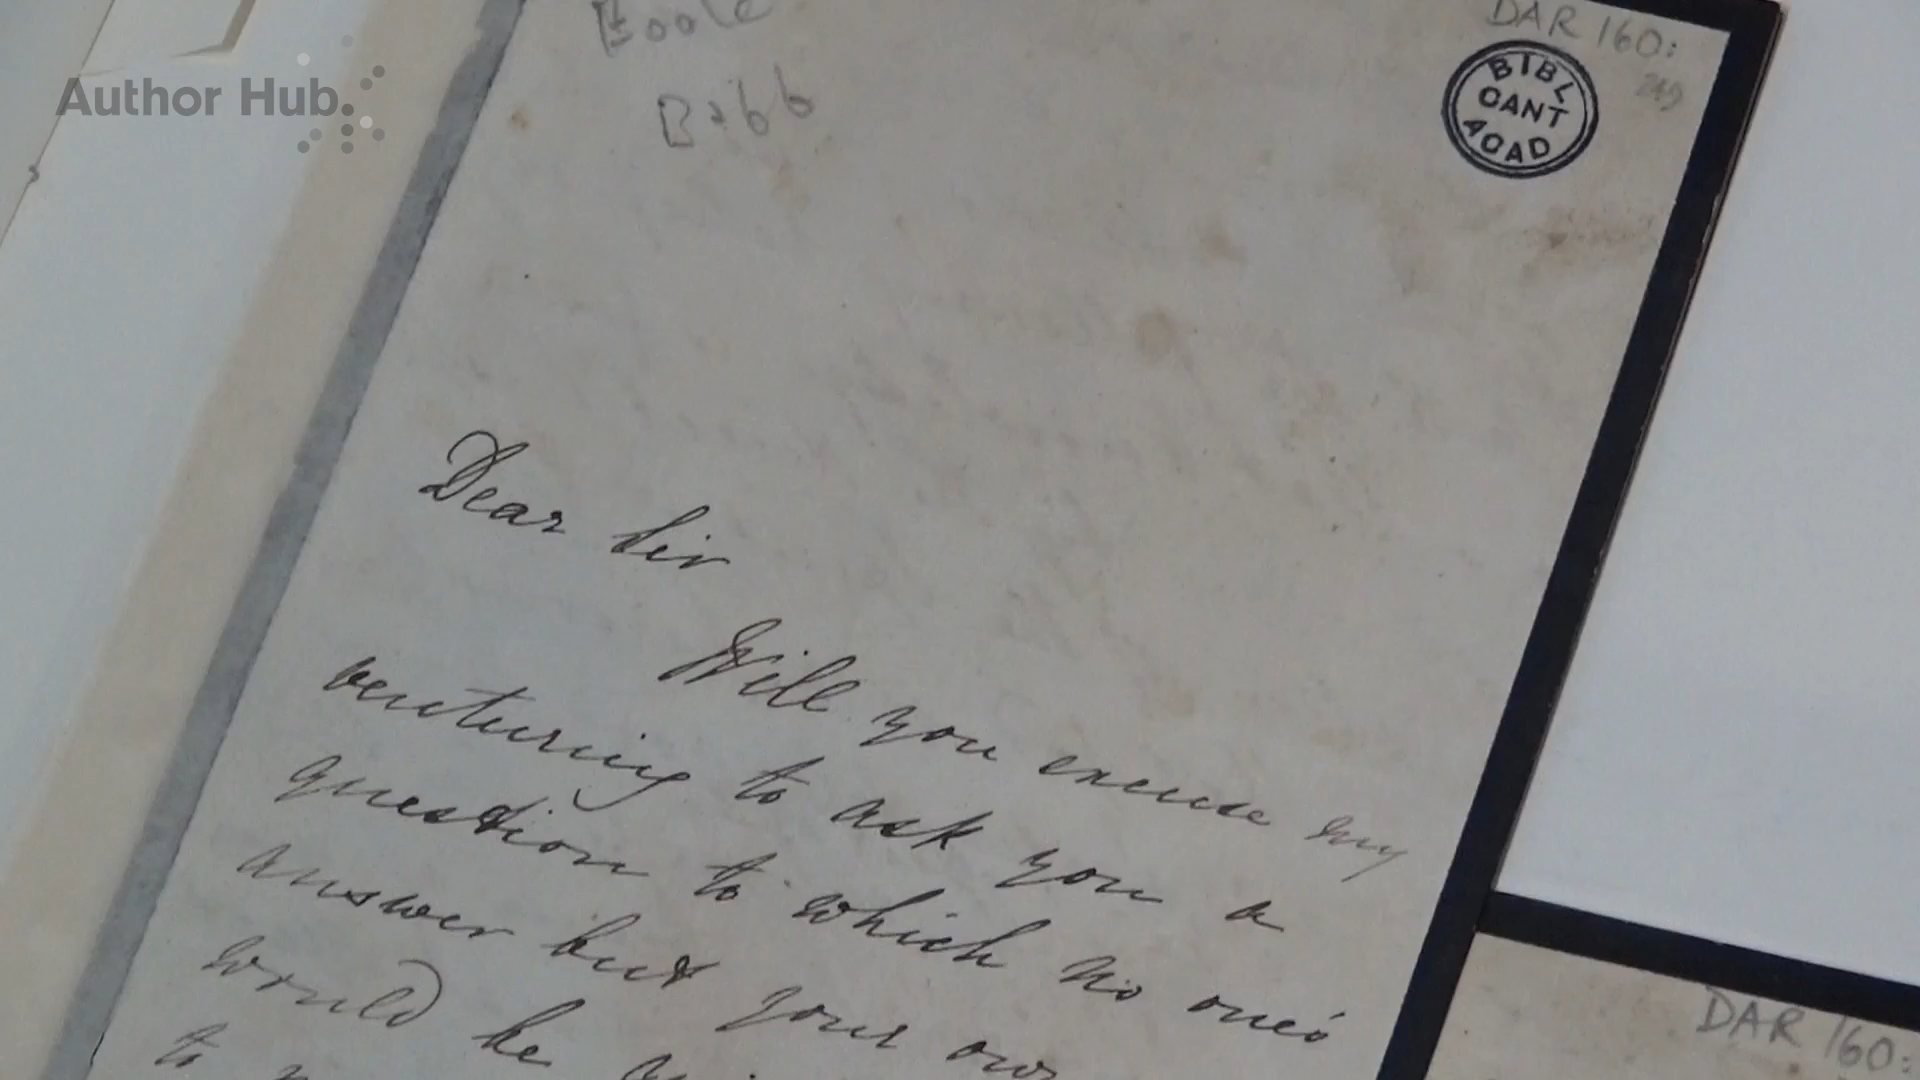 Author Hub
Boole
DAR 160:
249
BIBL
CANT
ACAD
Dear Sir
Will you excuse my
venturing to ask you a
question to which no one's
answer but your own
would be
to
DAR 160: